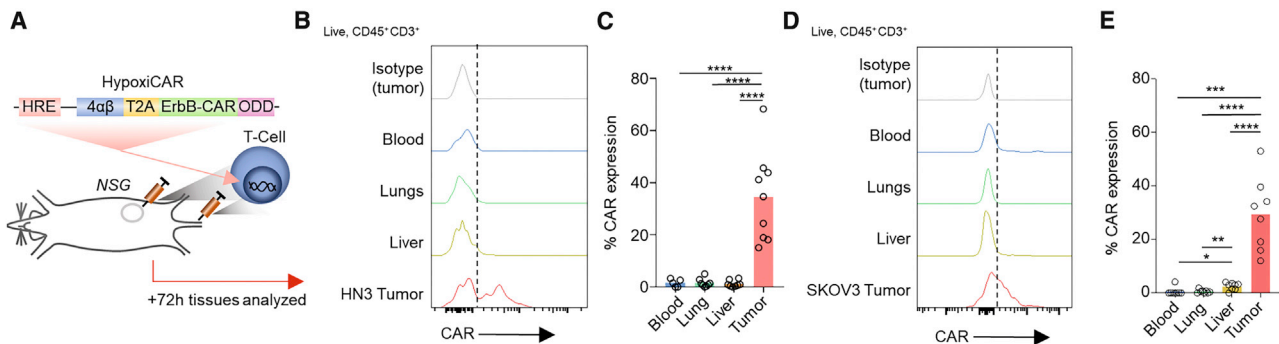 A
HypoxiCAR
HRE 4αβ T2A ErbB-CAR ODD
T-Cell
NSG
+72h tissues analyzed
B
Live, CD45⁺CD3⁺
Isotype
(tumor)
Blood
Lungs
Liver
HN3 Tumor
CAR
C
% CAR expression
80
60
40
20
0
****
****
****
Blood
Lung
Liver
Tumor
D
Live, CD45⁺CD3⁺
Isotype
(tumor)
Blood
Lungs
Liver
SKOV3 Tumor
CAR
E
% CAR expression
80
60
40
20
0
***
****
****
**
*
Blood
Lung
Liver
Tumor